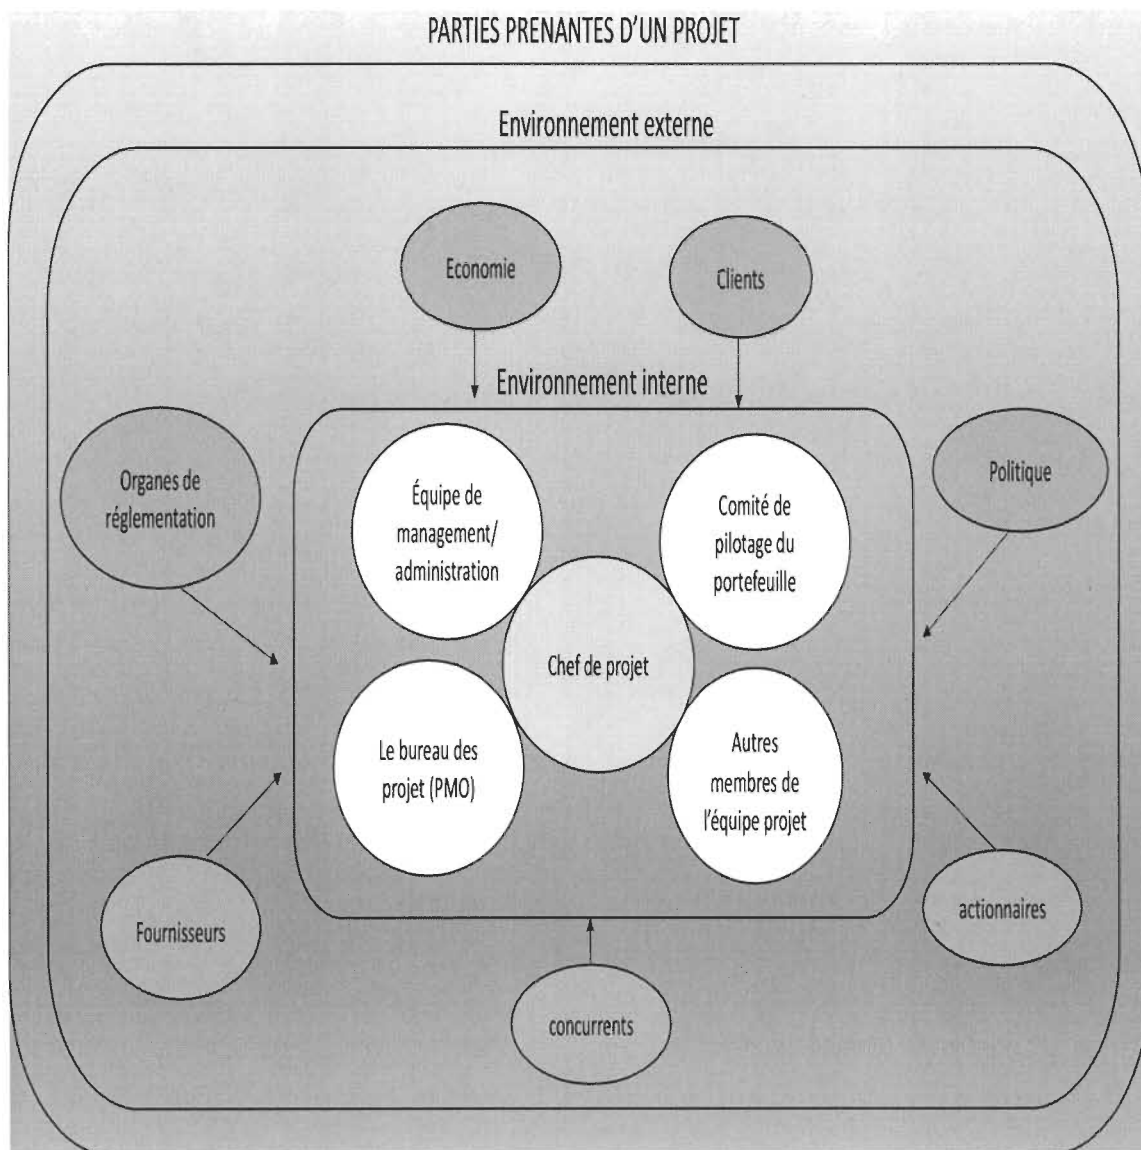 PARTIES PRENANTES D'UN PROJET
Environnement externe
Economie
Clients
Environnement interne
Organes de
réglementation
Équipe de
management/
administration
Comité de
pilotage du
portefeuille
Politique
Chef de projet
Le bureau des
projet (PMO)
Autres
membres de
l'équipe projet
Fournisseurs
actionnaires
concurrents